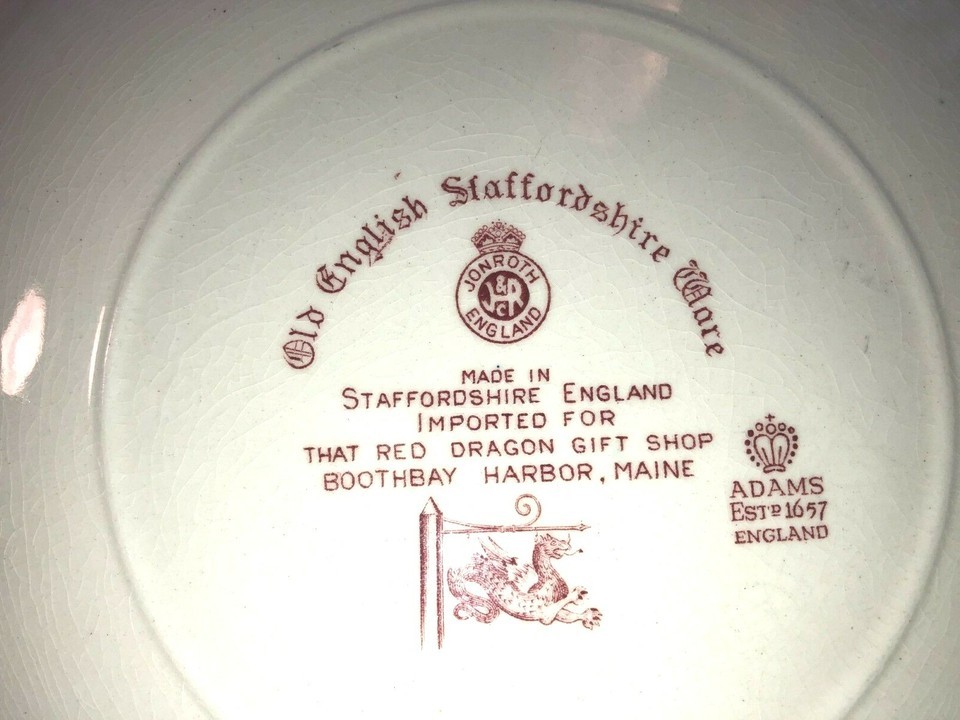 Old English Staffordshire Ware
JONROTH
J&R
C
ENGLAND
MADE IN
STAFFORDSHIRE ENGLAND
IMPORTED FOR
THAT RED DRAGON GIFT SHOP
BOOTHBAY HARBOR, MAINE
ADAMS
ESTD 1657
ENGLAND